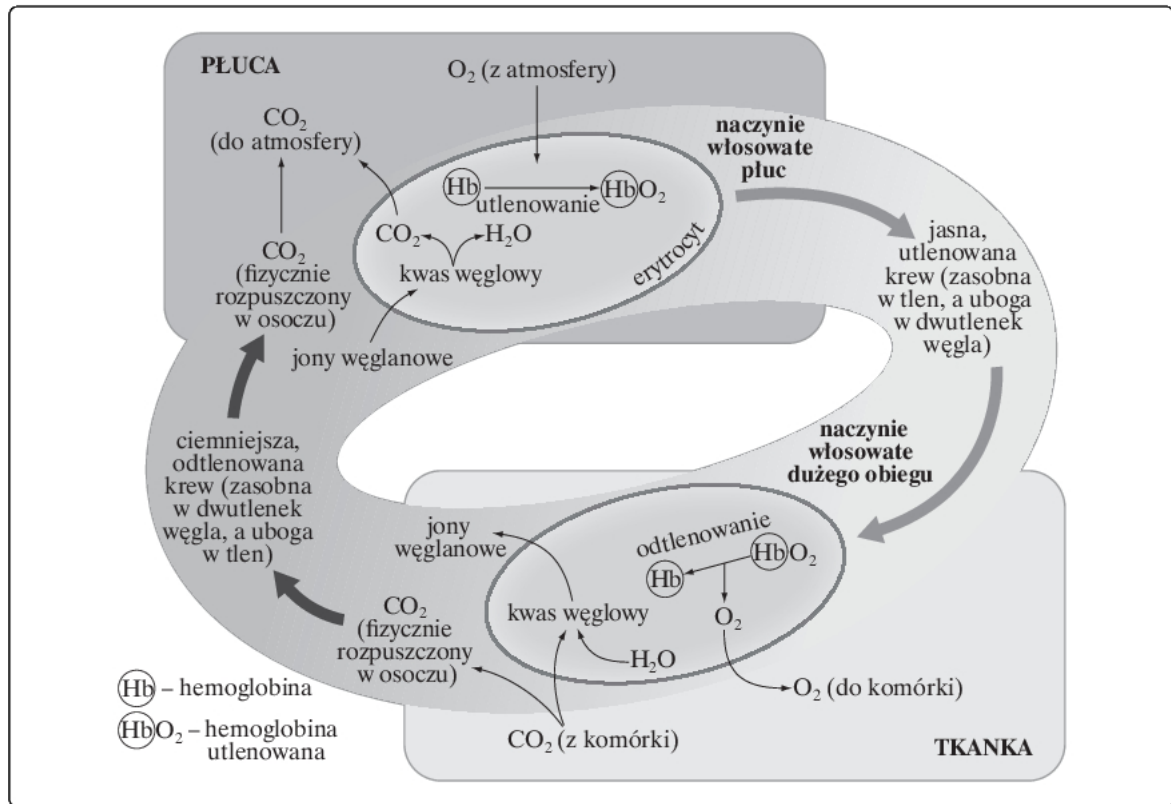 PŁUCA
O₂ (z atmosfery)
CO₂
(do atmosfery)
naczynie
włosowate
płuc
Hb
HbO₂
utlenowanie
CO₂
H₂O
kwas węglowy
erytrocyt
CO₂
(fizycznie
rozpuszczony
w osoczu)
jony węglanowe
jasna,
utlenowana
krew (zasobna
w tlen, a uboga
w dwutlenek
węgla)
ciemniejsza,
odtlenowana
krew (zasobna
w dwutlenek
węgla, a uboga
w tlen)
naczynie
włosowate
dużego obiegu
jony
węglanowe
odtlenowanie
HbO₂
Hb
O₂
kwas węglowy
H₂O
CO₂
(fizycznie
rozpuszczony
w osoczu)
O₂ (do komórki)
CO₂ (z komórki)
TKANKA
Hb – hemoglobina
HbO₂ – hemoglobina
utlenowana